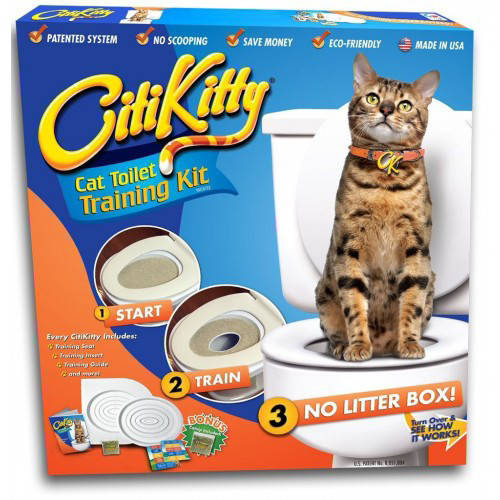 PATENTED SYSTEM
NO SCOOPING
SAVE MONEY
ECO-FRIENDLY
MADE IN USA
CitiKitty
Cat Toilet
Training Kit
1 START
2 TRAIN
3 NO LITTER BOX!
Every CitiKitty Includes:
Training Seat
Training Insert
Training Guide
and more!
BONUS
Turn Over &
SEE HOW
IT WORKS!